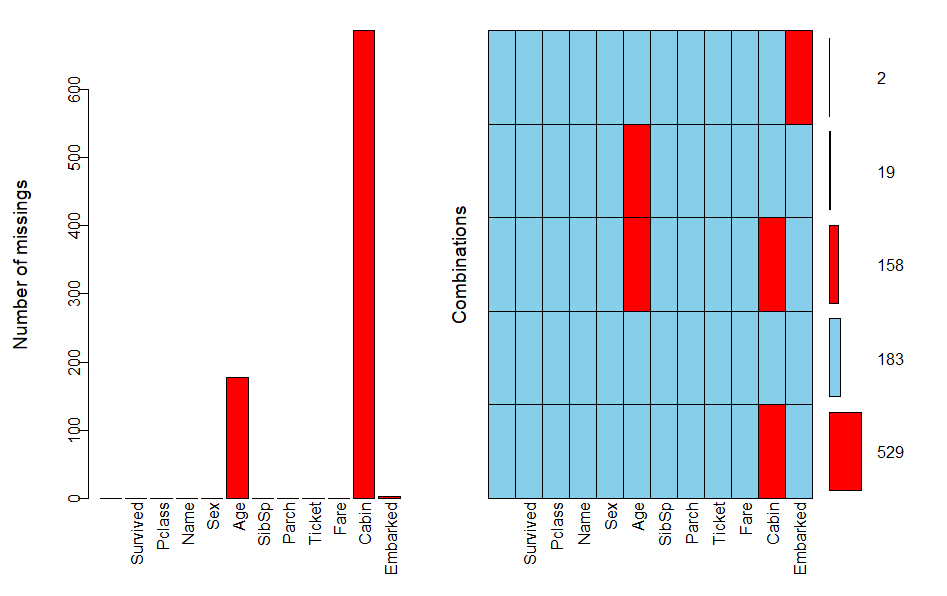 Number of missings
0
100
200
300
400
500
600
Survived
Pclass
Name
Sex
Age
SibSp
Parch
Ticket
Fare
Cabin
Embarked
Combinations
Survived
Pclass
Name
Sex
Age
SibSp
Parch
Ticket
Fare
Cabin
Embarked
2
19
158
183
529